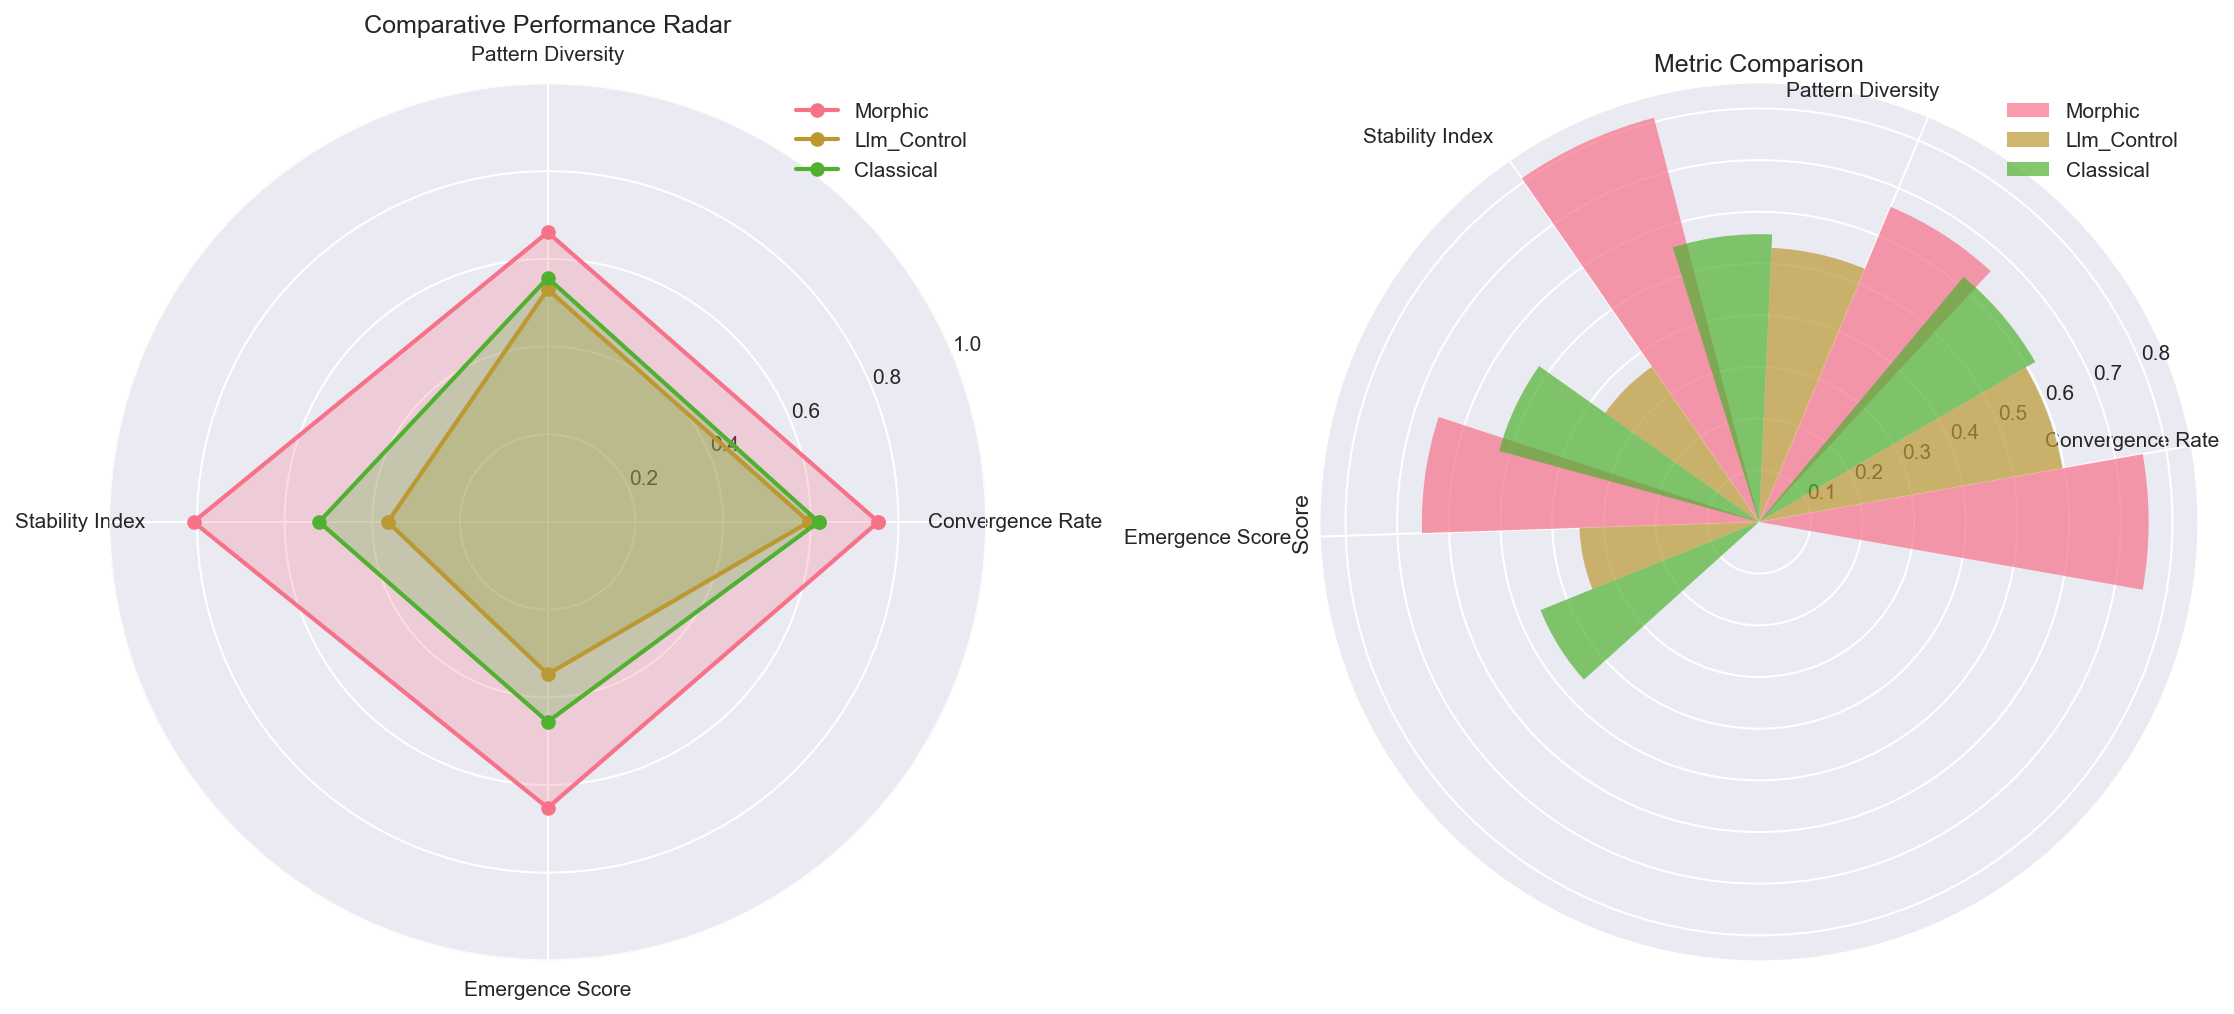 Comparative Performance Radar
Pattern Diversity
Morphic
Llm_Control
Classical
1.0
0.8
0.6
0.4
0.2
Stability Index
Convergence Rate
Emergence Score
Metric Comparison
Pattern Diversity
Morphic
Llm_Control
Classical
Stability Index
0.8
0.7
0.6
0.5
0.4
0.3
0.2
0.1
Convergence Rate
Emergence Score
Score